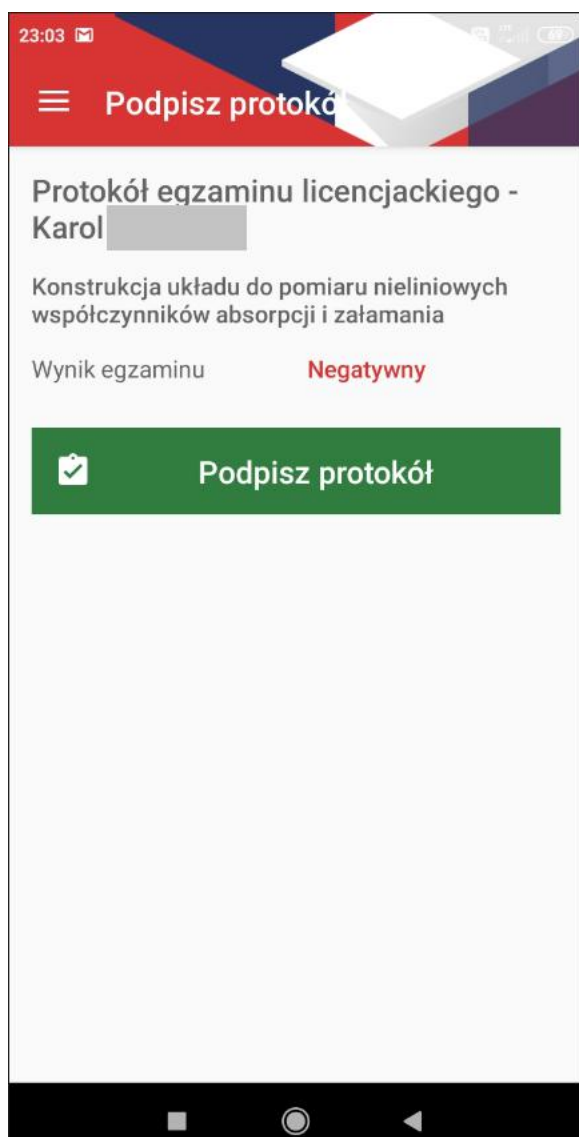 23:03
Podpisz protokół
Protokół egzaminu licencjackiego -
Karol
Konstrukcja układu do pomiaru nieliniowych
współczynników absorpcji i załamania
Wynik egzaminu Negatywny
Podpisz protokół